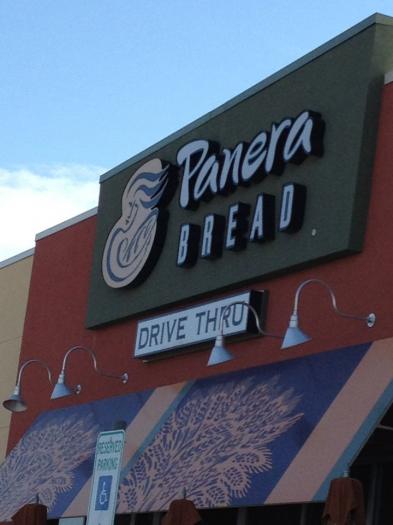 Panera
BREAD
DRIVE THRU
RESERVED
PARKING